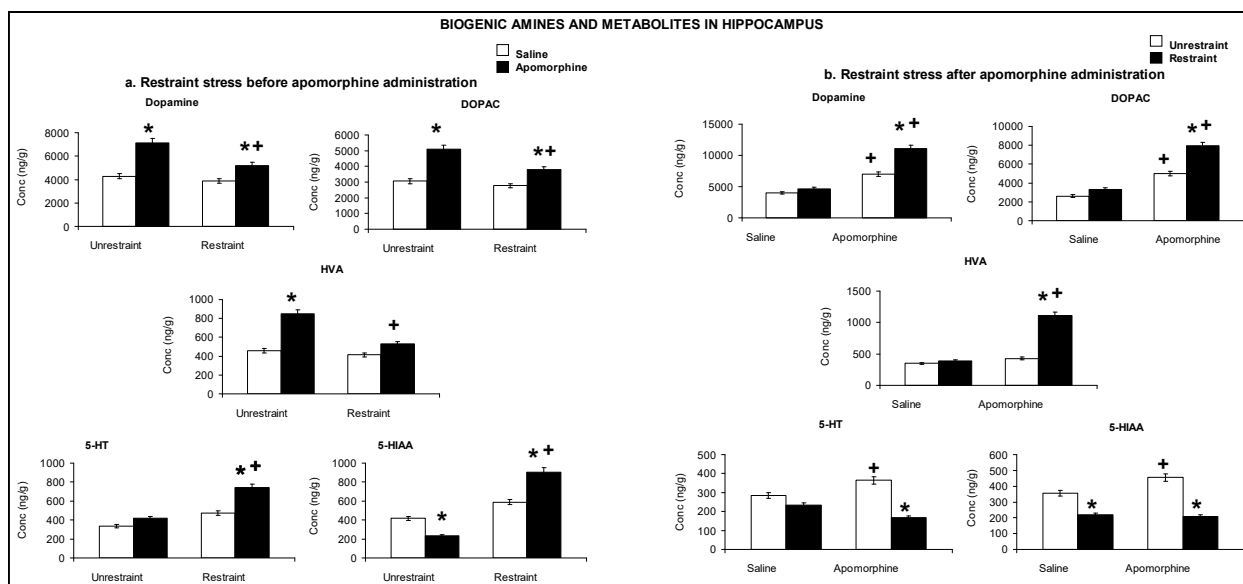 BIOGENIC AMINES AND METABOLITES IN HIPPOCAMPUS
Saline
Apomorphine
a. Restraint stress before apomorphine administration
Dopamine
Conc (ng/g)
8000
6000
4000
2000
0
*
*+
Unrestraint Restraint
DOPAC
Conc (ng/g)
6000
5000
4000
3000
2000
1000
0
*
*+
Unrestraint Restraint
HVA
Conc (ng/g)
1000
800
600
400
200
0
*
+
Unrestraint Restraint
5-HT
Conc (ng/g)
1000
800
600
400
200
0
*+
Unrestraint Restraint
5-HIAA
Conc (ng/g)
1000
800
600
400
200
0
*
*+
Unrestraint Restraint
Unrestraint
Restraint
b. Restraint stress after apomorphine administration
Dopamine
Conc (ng/g)
15000
10000
5000
0
+
*+
Saline Apomorphine
DOPAC
Conc (ng/g)
10000
8000
6000
4000
2000
0
+
*+
Saline Apomorphine
HVA
Conc (ng/g)
1500
1000
500
0
*+
Saline Apomorphine
5-HT
Conc (ng/g)
500
400
300
200
100
0
+
*
Saline Apomorphine
5-HIAA
Conc (ng/g)
600
500
400
300
200
100
0
*
+
*
Saline Apomorphine